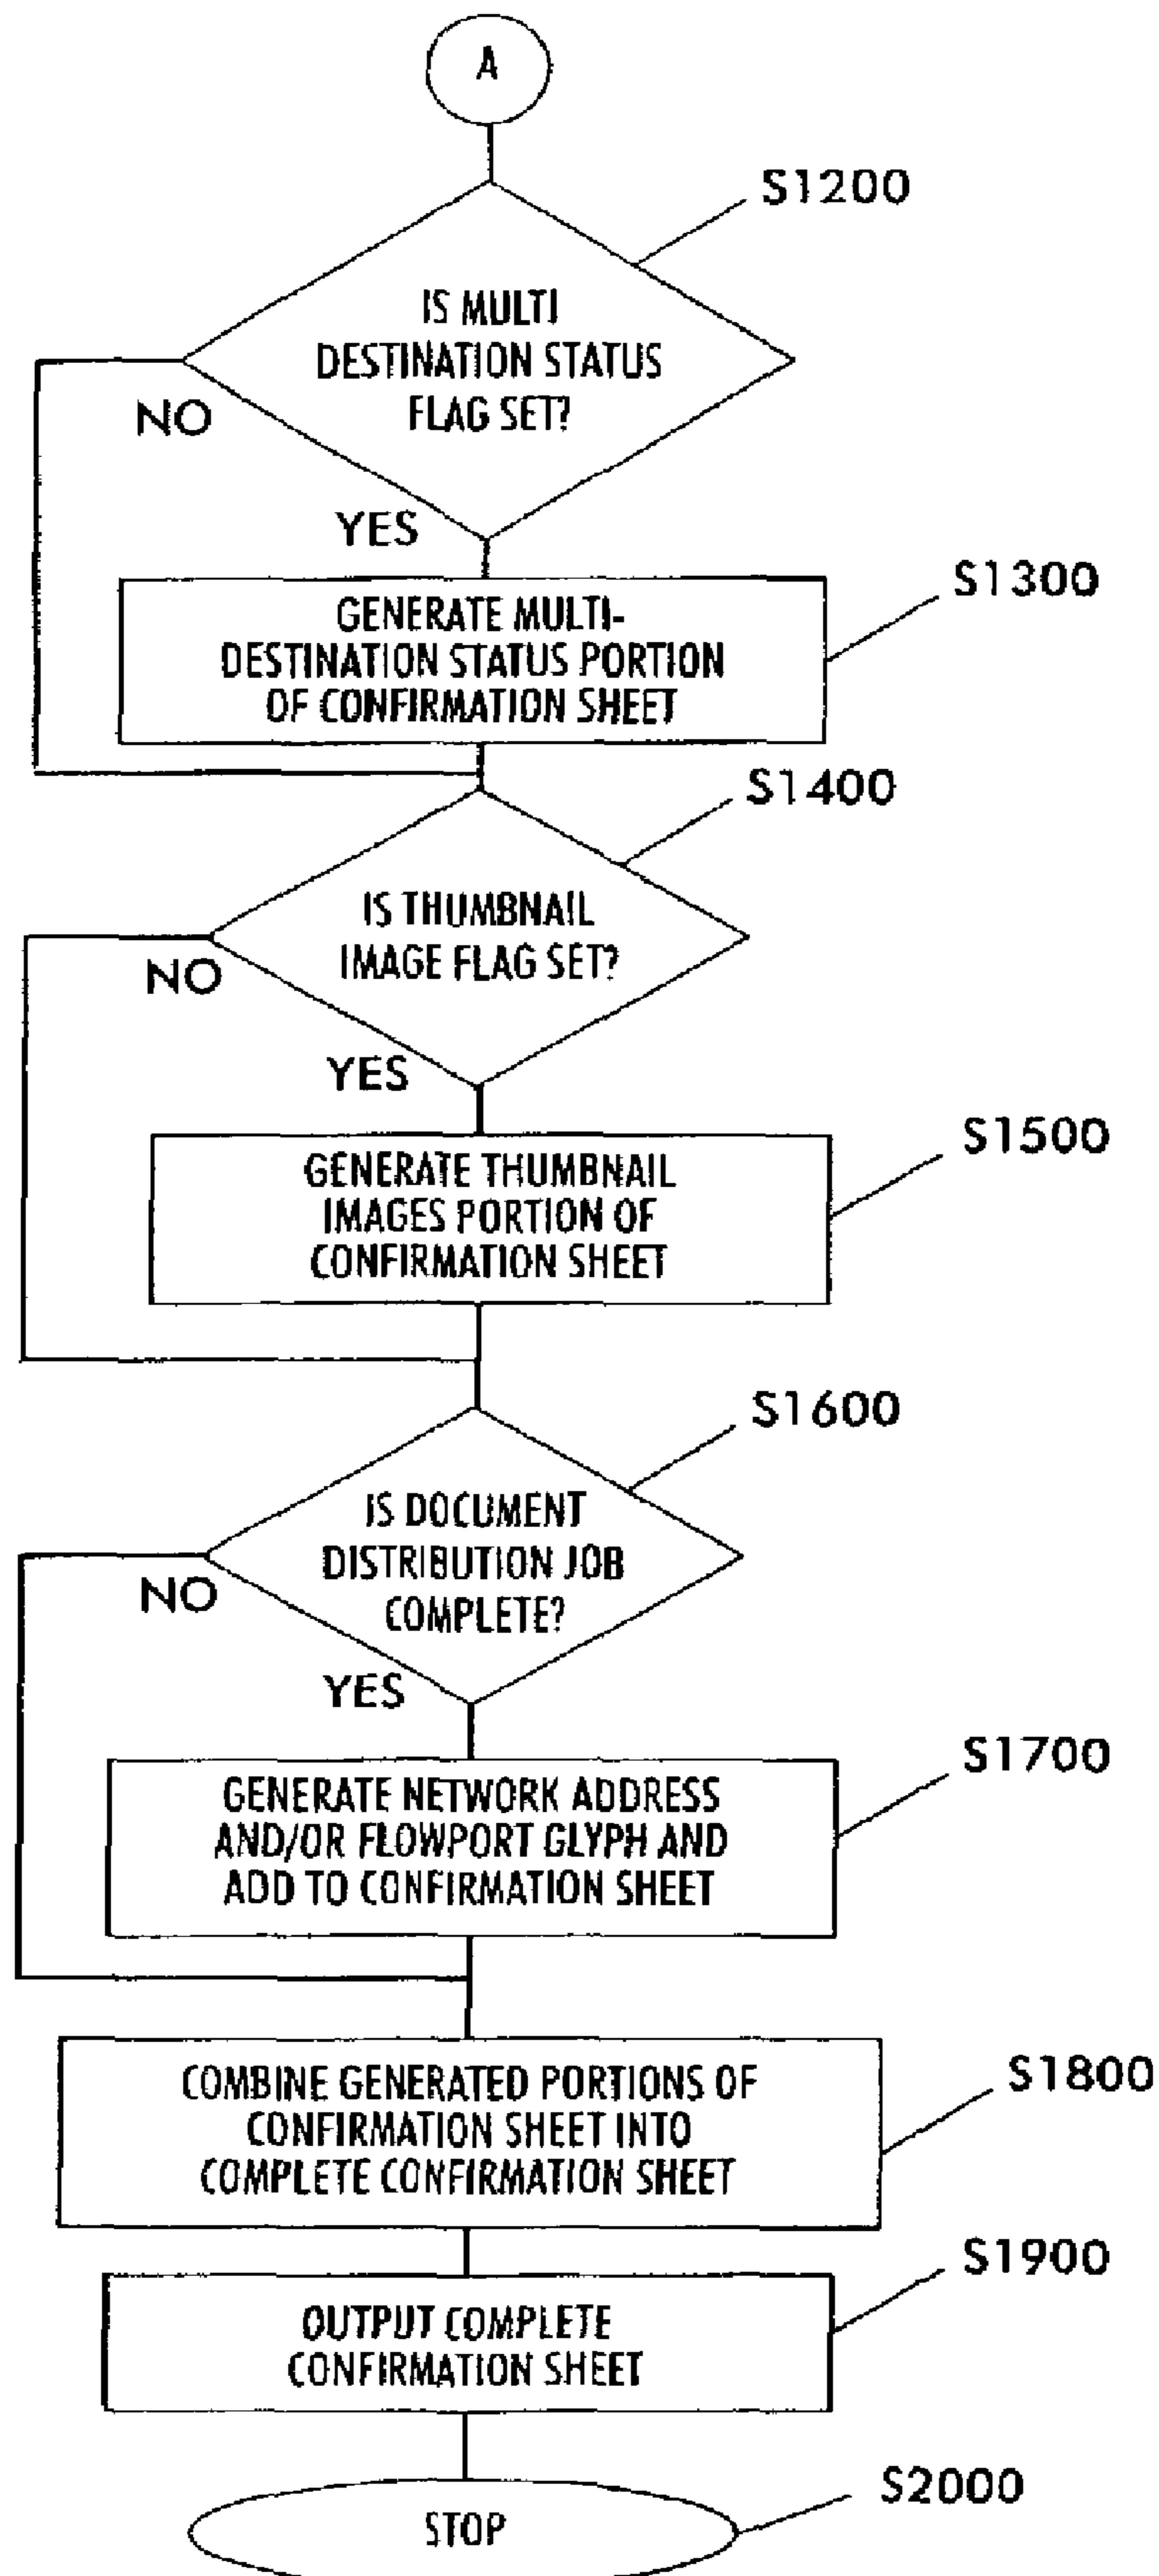 A
S1200
IS MULTI
DESTINATION STATUS
FLAG SET?
NO
YES
S1300
GENERATE MULTI-
DESTINATION STATUS PORTION
OF CONFIRMATION SHEET
S1400
IS THUMBNAIL
IMAGE FLAG SET?
NO
YES
S1500
GENERATE THUMBNAIL
IMAGES PORTION OF
CONFIRMATION SHEET
S1600
IS DOCUMENT
DISTRIBUTION JOB
COMPLETE?
NO
YES
S1700
GENERATE NETWORK ADDRESS
AND/OR FLOWPORT GLYPH AND
ADD TO CONFIRMATION SHEET
S1800
COMBINE GENERATED PORTIONS OF
CONFIRMATION SHEET INTO
COMPLETE CONFIRMATION SHEET
S1900
OUTPUT COMPLETE
CONFIRMATION SHEET
S2000
STOP